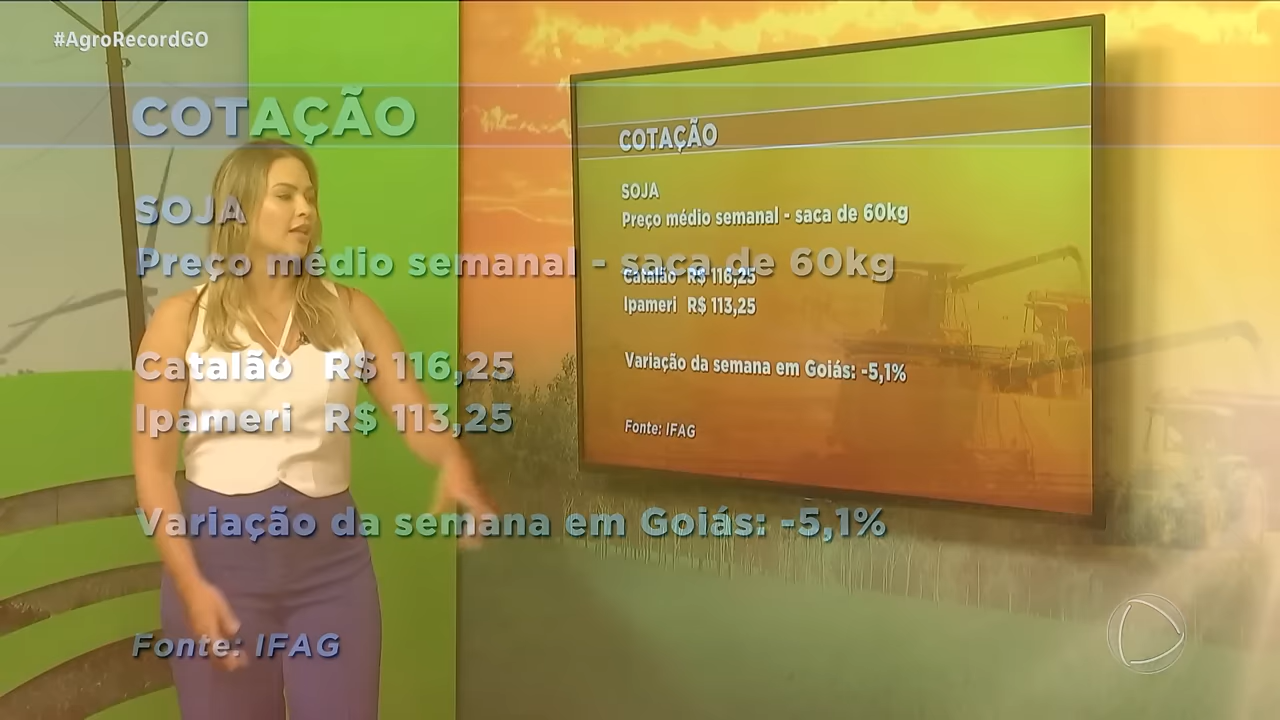 #AgroRecordGO
COTAÇÃO
SOJA
Preço médio semanal - saca de 60kg
Catalão R$ 116,25
Ipameri R$ 113,25
Variação da semana em Goiás: -5,1%
Fonte: IFAG
COTAÇÃO
SOJA
Preço médio semanal - saca de 60kg
Catalão R$ 116,25
Ipameri R$ 113,25
Variação da semana em Goiás: -5,1%
Fonte: IFAG